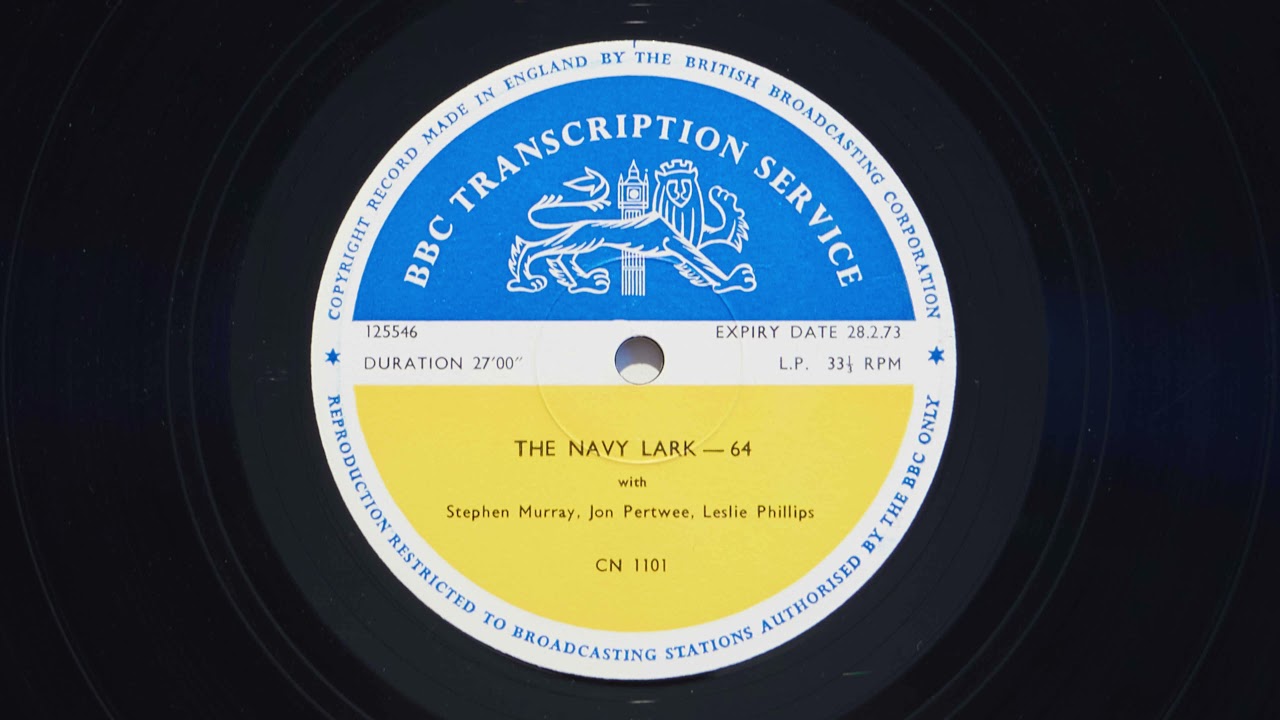 COPYRIGHT RECORD MADE IN ENGLAND BY THE BRITISH BROADCASTING CORPORATION
BBC TRANSCRIPTION SERVICE
125546
EXPIRY DATE 28.2.73
DURATION 27'00"
L.P. 33⅓ RPM
THE NAVY LARK — 64
with
Stephen Murray, Jon Pertwee, Leslie Phillips
CN 1101
REPRODUCTION RESTRICTED TO BROADCASTING STATIONS AUTHORISED BY THE BBC ONLY